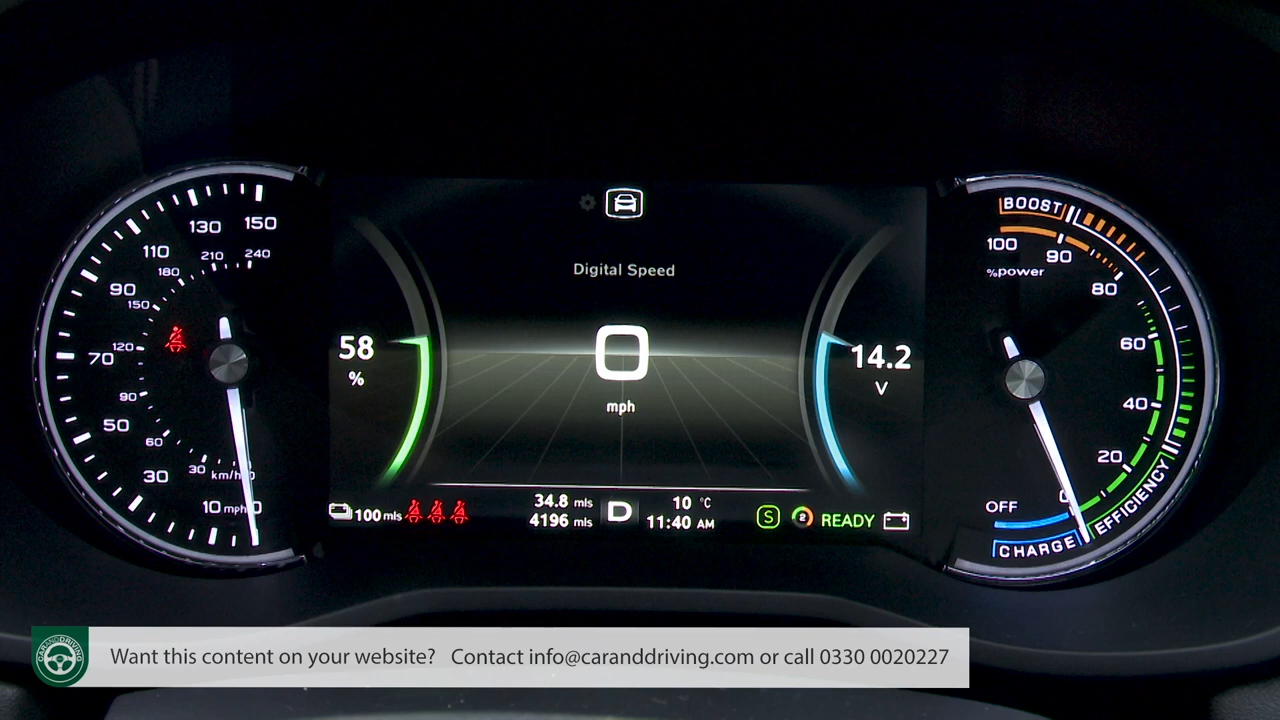 150
130
110
90
70
50
30
10 mph
240
210
180
150
120
90
60
30
km/h
Digital Speed
58
%
0
mph
14.2
V
100 mls
34.8 mls
4196 mls
D
10 °C
11:40 AM
S
2
READY
BOOST
100
90
80
%power
60
40
20
0
OFF
CHARGE
EFFICIENCY
CARANDDRIVING
Want this content on your website? Contact info@caranddriving.com or call 0330 0020227